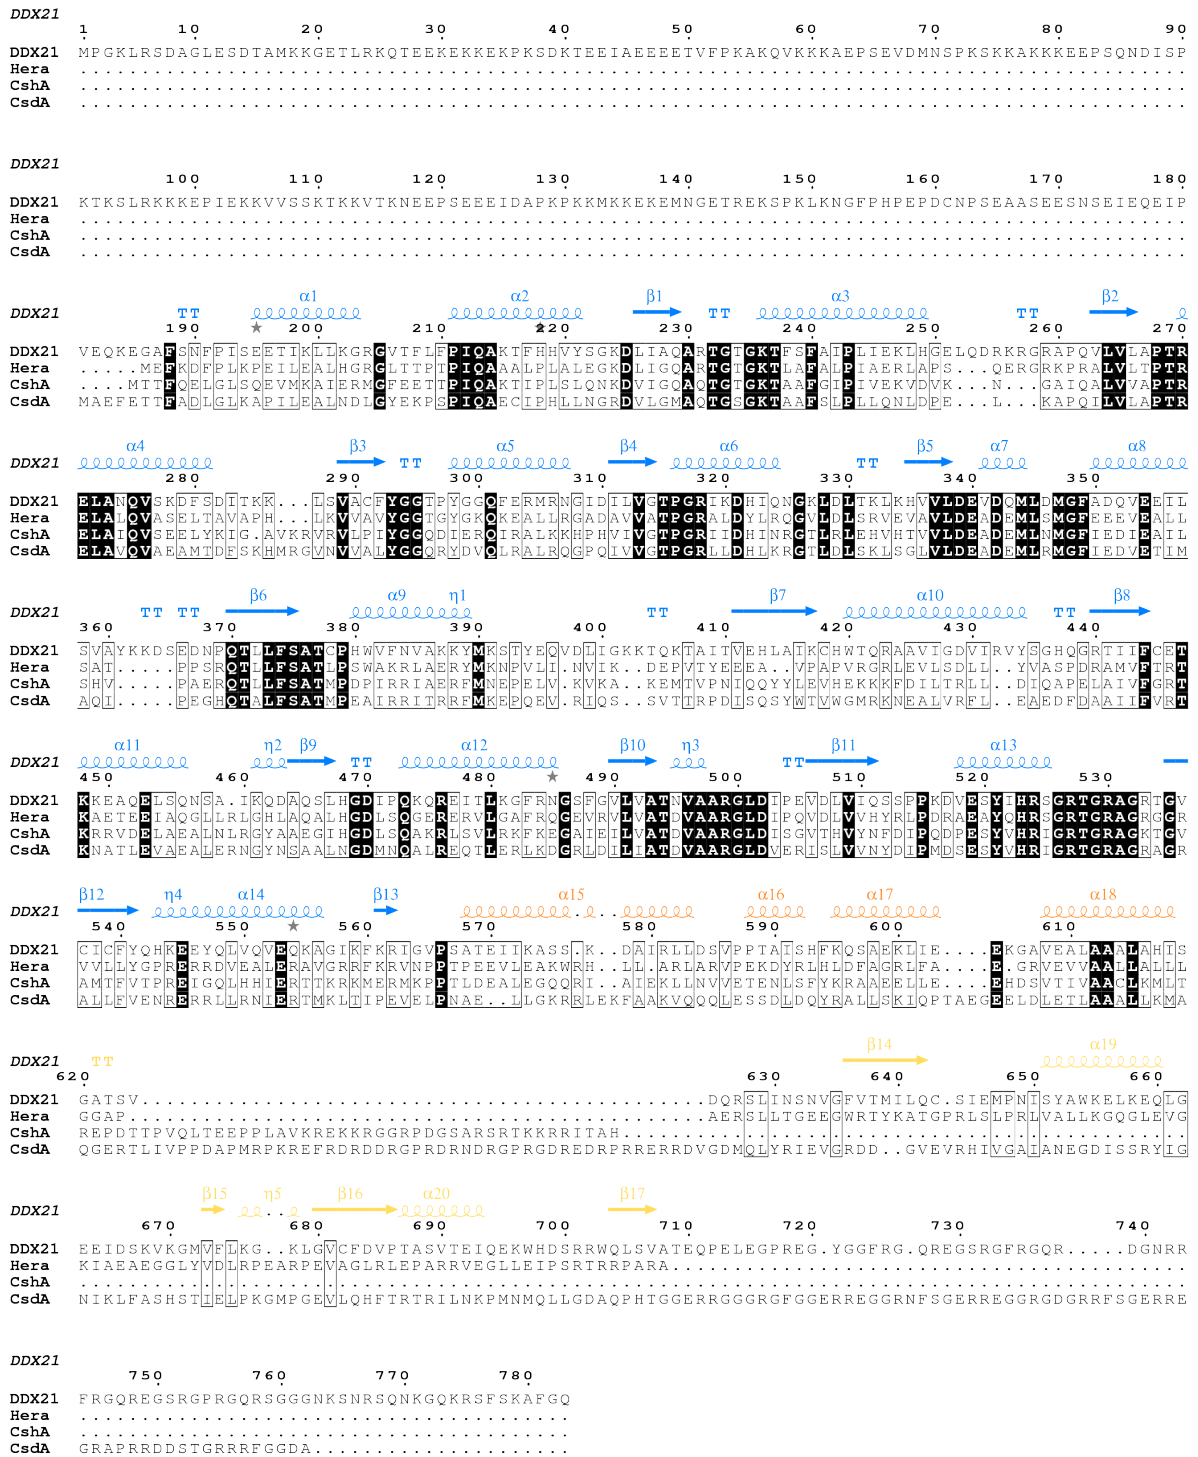 DDX21
1 10 20 30 40 50 60 70 80 90
DDX21 MPGKLRSDAGLESDTAMKKGETLRKQTEEKEKKEKPKSDKTEEIAEEEETVFPKAKQVKKKAEPSEVDMNSPKSKKAKKKEEPSQNDISP
Hera ..........................................................................................
CshA ..........................................................................................
CsdA ..........................................................................................
DDX21
100 110 120 130 140 150 160 170 180
DDX21 KTKSLRKKKEPIEKKVVSSKTKKVTKNEEPSEEEIDAPKPKKMKKEKEMNGETREKSPKLKNGFPHPEPDCNPSEAASEESNSEIEQEIP
Hera ..........................................................................................
CshA ..........................................................................................
CsdA ..........................................................................................
α1 α2 β1 α3 β2
DDX21 TT TT TT
190 200 210 220 230 240 250 260 270
DDX21 VEQKEGAFSNFPISEETIKLLKGRGVTFLFPIQAKTFHHVYSGKDLIAQARTGTGKTFSFAIPLIEKLHGELQDRKRGRAPQVLVLAPTR
Hera .....MEFKDFPLKPEILEALHGRGLTTPTPIQAAALPLALEGKDLIGQARTGTGKTLAFALPIAERLAPS..QERGRKPRALVLTPTR
CshA ....MTTFQELGLSQEVMKAIERMGFEETTPIQAKTIPLSLQNKDVIGQAQTGTGKTAAFGIPIVEKVDVK...N...GAIQALVVAPTR
CsdA MAEFETTFADLGLKAPILEALNDLGYEKPSPIQAECIPHLLNGRDVLGMAQTGSGKTAAFSLPLLQNLDPE...L...KAPQILVLAPTR
α4 β3 α5 β4 α6 β5 α7 α8
DDX21 TT TT
280 290 300 310 320 330 340 350
DDX21 ELANQVSKDFSDITKK...LSVACFYGGTPYGGQFERMRNGIDILVGTPGRIKDHIQNGKLDLTKLKHVVLDEVDQMLDMGFADQVEEIL
Hera ELALQVASELTAVAPH...LKVVAVYGGTGYGKQKEALLRGADAVVATPGRALDYLRQGVLDLSRVEVAVLDEADEMLSMGFEEEVEALL
CshA ELAIQVGEELYKIG.AVKRVRVLPIYGGQDIERQIRALKKHPHVIVGTPGRIIDHINRGTLRLEHVHTVVLDEADEMLNMGFIEDIEAIL
CsdA ELAVQVAEAMTDFSKHMRGVNVVALYGGQRYDVQLRALRQGPQIVVGTPGRLLDHLKRGTLDLSKLSGLVLDEADEMLRMGFIEDVETIM
β6 α9 η1 β7 α10 β8
DDX21 TT TT TT TT
360 370 380 390 400 410 420 430 440
DDX21 SVAYKKDSEDNPQTLLFSATCPHWVFNVAKKYMKSTYEQVDLIGKKTQKTAITVEHLAIKCHWTQRAAVIGDVIRVYSGHQGRTIIFCET
Hera SAT.....PPSRQTLLFSATLPSWAKRLAERYMKNPVLI.NVIK..DEPVTYEEEA..VPAPVRGRLEVLSDLL..YVASPDRAMVFTRT
CshA SHV.....PAERQTLLFSATMPDPIRRIAERFMNEPELV.KVKA..KEMTVPNIQQYYLEVHEKKKFDILTRLL..DIQAPELAIVFGRT
CsdA AQI.....PEGHQTALFSATMPEAIRRITRRFMKEPQEV.RIQS..SVTTRPDISQSYWTVWGMRKNEALVRFL..EAEDFDAAIIFVRT
α11 η2 β9 α12 β10 η3 β11 α13
DDX21 TT TT
450 460 470 480 490 500 510 520 530
DDX21 KKEAQELSQNSA.IKQDAQSLHGDIPQKQREITLKGFRNGSFGVLVATNVAARGLDIPEVDLVIQSSPPKDVESYIHRSGRTGRAGRTGV
Hera KAETEEIAQGLLRLGHLAQALHGDLSQGERERVLGAFRQGEVRVLVATDVAARGLDIPQVDLVVHYRLPDRAEAYQHRSGRTGRAGRGGR
CshA KRRVDELAEALNLRGYAAEGIHGDLSQAKRLSVLRKFKEGAIEILVATDVAARGLDISGVTHVYNFDIPQDPESYVHRIGRTGRAGKTGV
CsdA KNATLEVAEALERNGYNSAALNGDMNQALREQTLERLKDGRLDILIATDVAARGLDVERISLVVNYDIPMDSESYVHRIGRTGRAGRAGR
β12 η4 α14 β13 α15 α16 α17 α18
DDX21
540 550 560 570 580 590 600 610
DDX21 CICFYQHKEEYQLVQVEQKAGIKFKRIGVPSATEIIKASS.K..DAIRLLDSVPPTAISHFKQSAEKLIE....EKGAVEALAAALAHIS
Hera VVLLYGPRERRDVEALERAVGRRFKRVNPPTPEEVLEAKWRH..LL.ARLARVPEKDYRLHLDFAGRLFA....E.GRVEVVAALLALLL
CshA AMTFVTPREIGQLHHIERTTKRKMERMKPPTLDEALEGQQRI..AIEKLLNVVETENLSFYKRAAEELLE....EHDSVTIVAACLKMLT
CsdA ALLFVENRERRLLRNIERTMKLTIPEVELPNAE..LLGKRRLEKFAAKVQQQLESSDLDQYRALLSKIQPTAEGEELDLETLAAALLKMA
β14 α19
DDX21 TT
620 630 640 650 660
DDX21 GATSV..............................................DQRSLINSNVGFVTMILQC.SIEMPNISYAWKELKEQLG
Hera GGAP...............................................AERSLLTGEEGWRTYKATGPRLSLPRLVALLKGQGLEVG
CshA REPDTTPVQLTEEPPLAVKREKKRGGRPDGSARSRTKKRRITAH..............................................
CsdA QGERTLIVPPDAPMRPKREFRDRDDRGPRDRNDRGPRGDREDRPRRERRDVGDMQLYRIEVGRDD..GVEVRHIVGAIANEGDISSRYIG
β15 η5 β16 α20 β17
DDX21
670 680 690 700 710 720 730 740
DDX21 EEIDSKVKGMVFLKG..KLGVCFDVPTASVTEIQEKWHDSRRWQLSVATEQPELEGPREG.YGGFRG.QREGSRGFRGQR.....DGNRR
Hera KIAEAEGGLYVDLRPEARPEVAGLRLEPARRVEGLLEIPSRTRRPARA..........................................
CshA ..........................................................................................
CsdA NIKLFASHSTIELPKGMPGEVLQHFTRTRILNKPMNMQLLGDAQPHTGGERRGGGRGFGGERREGGRNFSGERREGGRGDGRRFSGERRE
DDX21
750 760 770 780
DDX21 FRGQREGSRGPRGQRSGGGNKSNRSQNKGQKRSFSKAFGQ
Hera ........................................
CshA ........................................
CsdA GRAPRRDDSTGRRRFGGDA.....................